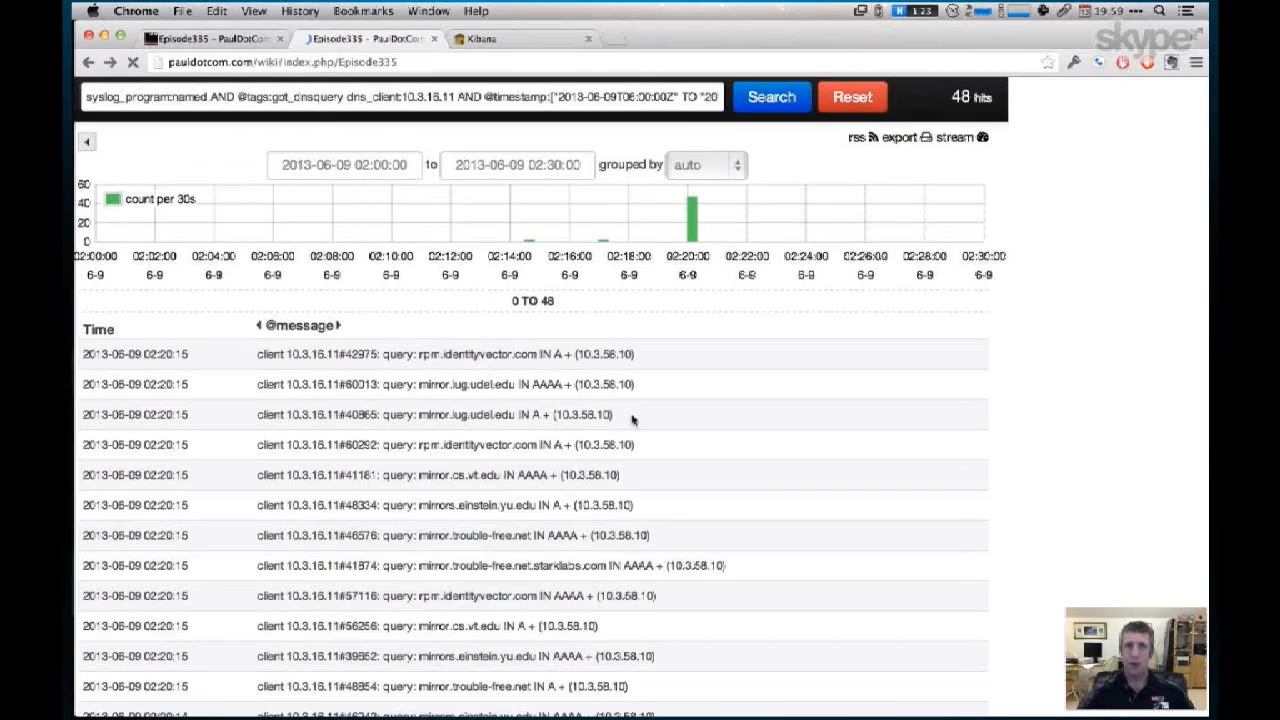 Chrome File Edit View History Bookmarks Window Help 1:23 19:59
skype
Episode335 - PaulDotCom Episode335 - PaulDotCom Kibana
pauldotcom.com/wiki/index.php/Episode335
syslog_program:named AND @tags:got_dnsquery dns_client:10.3.16.11 AND @timestamp:["2013-06-09T06:00:00Z" TO "20 Search Reset 48 hits
rss export stream
2013-06-09 02:00:00 to 2013-06-09 02:30:00 grouped by auto
60
count per 30s
40
20
0
02:00:00 02:02:00 02:04:00 02:06:00 02:08:00 02:10:00 02:12:00 02:14:00 02:16:00 02:18:00 02:20:00 02:22:00 02:24:00 02:26:00 02:28:00 02:30:00
6-9 6-9 6-9 6-9 6-9 6-9 6-9 6-9 6-9 6-9 6-9 6-9 6-9 6-9 6-9 6-9
0 TO 48
Time @message
2013-06-09 02:20:15 client 10.3.16.11#42975: query: rpm.identityvector.com IN A + (10.3.58.10)
2013-06-09 02:20:15 client 10.3.16.11#60013: query: mirror.lug.udel.edu IN AAAA + (10.3.58.10)
2013-06-09 02:20:15 client 10.3.16.11#40865: query: mirror.lug.udel.edu IN A + (10.3.58.10)
2013-06-09 02:20:15 client 10.3.16.11#60292: query: rpm.identityvector.com IN A + (10.3.58.10)
2013-06-09 02:20:15 client 10.3.16.11#41181: query: mirror.cs.vt.edu IN AAAA + (10.3.58.10)
2013-06-09 02:20:15 client 10.3.16.11#48334: query: mirrors.einstein.yu.edu IN A + (10.3.58.10)
2013-06-09 02:20:15 client 10.3.16.11#46576: query: mirror.trouble-free.net IN AAAA + (10.3.58.10)
2013-06-09 02:20:15 client 10.3.16.11#41874: query: mirror.trouble-free.net.starklabs.com IN AAAA + (10.3.58.10)
2013-06-09 02:20:15 client 10.3.16.11#57116: query: rpm.identityvector.com IN AAAA + (10.3.58.10)
2013-06-09 02:20:15 client 10.3.16.11#56256: query: mirror.cs.vt.edu IN A + (10.3.58.10)
2013-06-09 02:20:15 client 10.3.16.11#39652: query: mirrors.einstein.yu.edu IN AAAA + (10.3.58.10)
2013-06-09 02:20:15 client 10.3.16.11#48854: query: mirror.trouble-free.net IN A + (10.3.58.10)